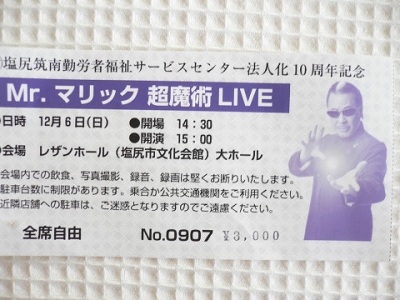 塩尻筑南勤労者福祉サービスセンター法人化10周年記念
Mr. マリック 超魔術 LIVE
●日時 12月6日(日) ●開場 14:30
●開演 15:00
●会場 レザンホール(塩尻市文化会館)大ホール
会場内での飲食、写真撮影、録音、録画は堅くお断りいたします。
駐車台数に制限があります。乗合か公共交通機関をご利用ください。
近隣店舗への駐車は、ご迷惑となりますのでご遠慮ください。
全席自由 No.0907 ¥3,000